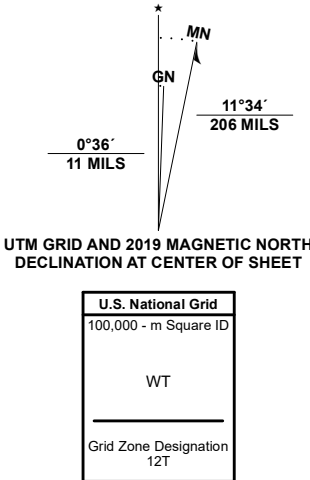 ★
MN
GN
0°36´
11 MILS
11°34´
206 MILS
UTM GRID AND 2019 MAGNETIC NORTH
DECLINATION AT CENTER OF SHEET
U.S. National Grid
100,000 - m Square ID
WT
Grid Zone Designation
12T